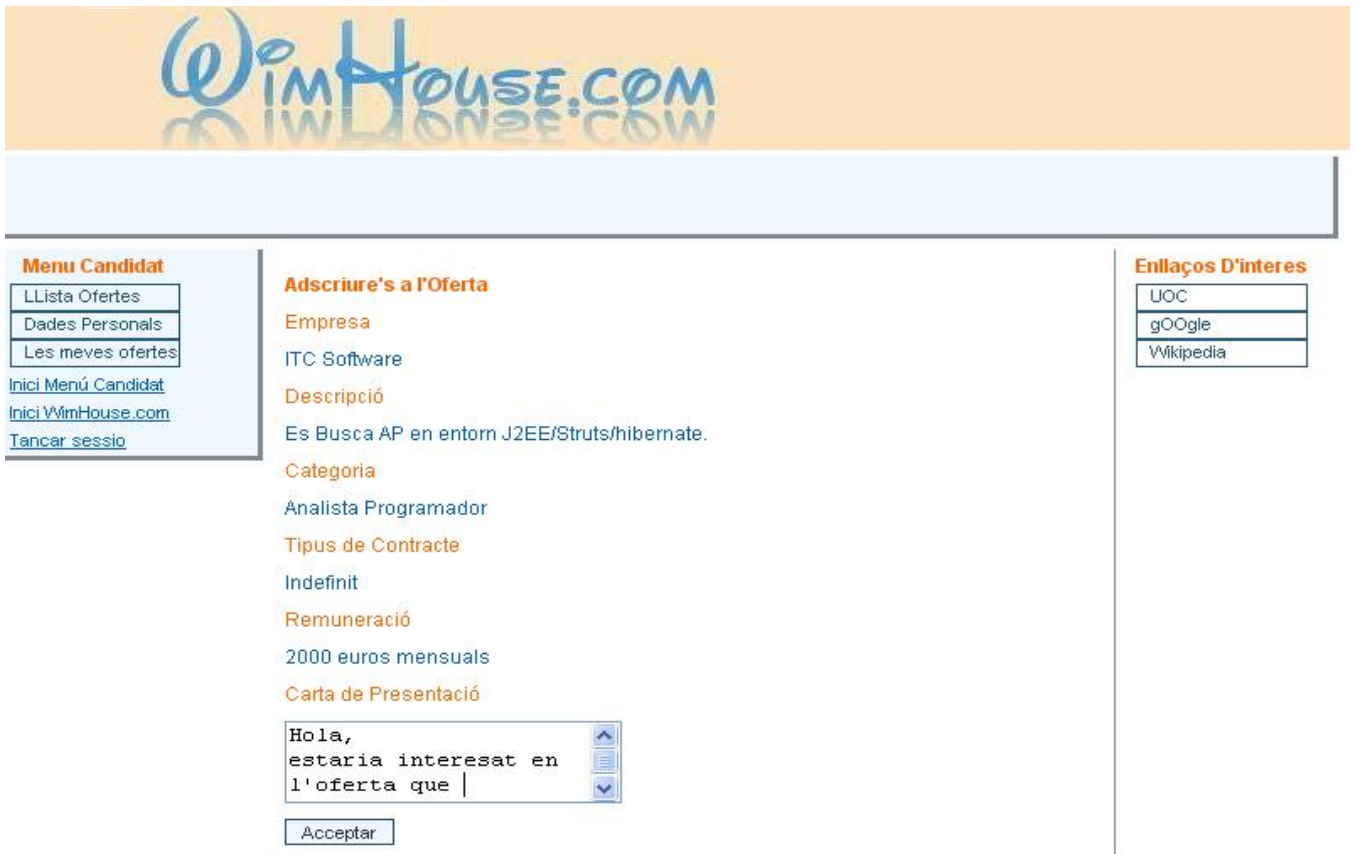 WimHouse.com
Menu Candidat
LLista Ofertes
Dades Personals
Les meves ofertes
Inici Menú Candidat
Inici WimHouse.com
Tancar sessio
Adscriure's a l'Oferta
Empresa
ITC Software
Descripció
Es Busca AP en entorn J2EE/Struts/hibernate.
Categoria
Analista Programador
Tipus de Contracte
Indefinit
Remuneració
2000 euros mensuals
Carta de Presentació
Hola,
estaria interesat en
l'oferta que
Acceptar
Enllaços D'interes
UOC
gOOgle
Wikipedia